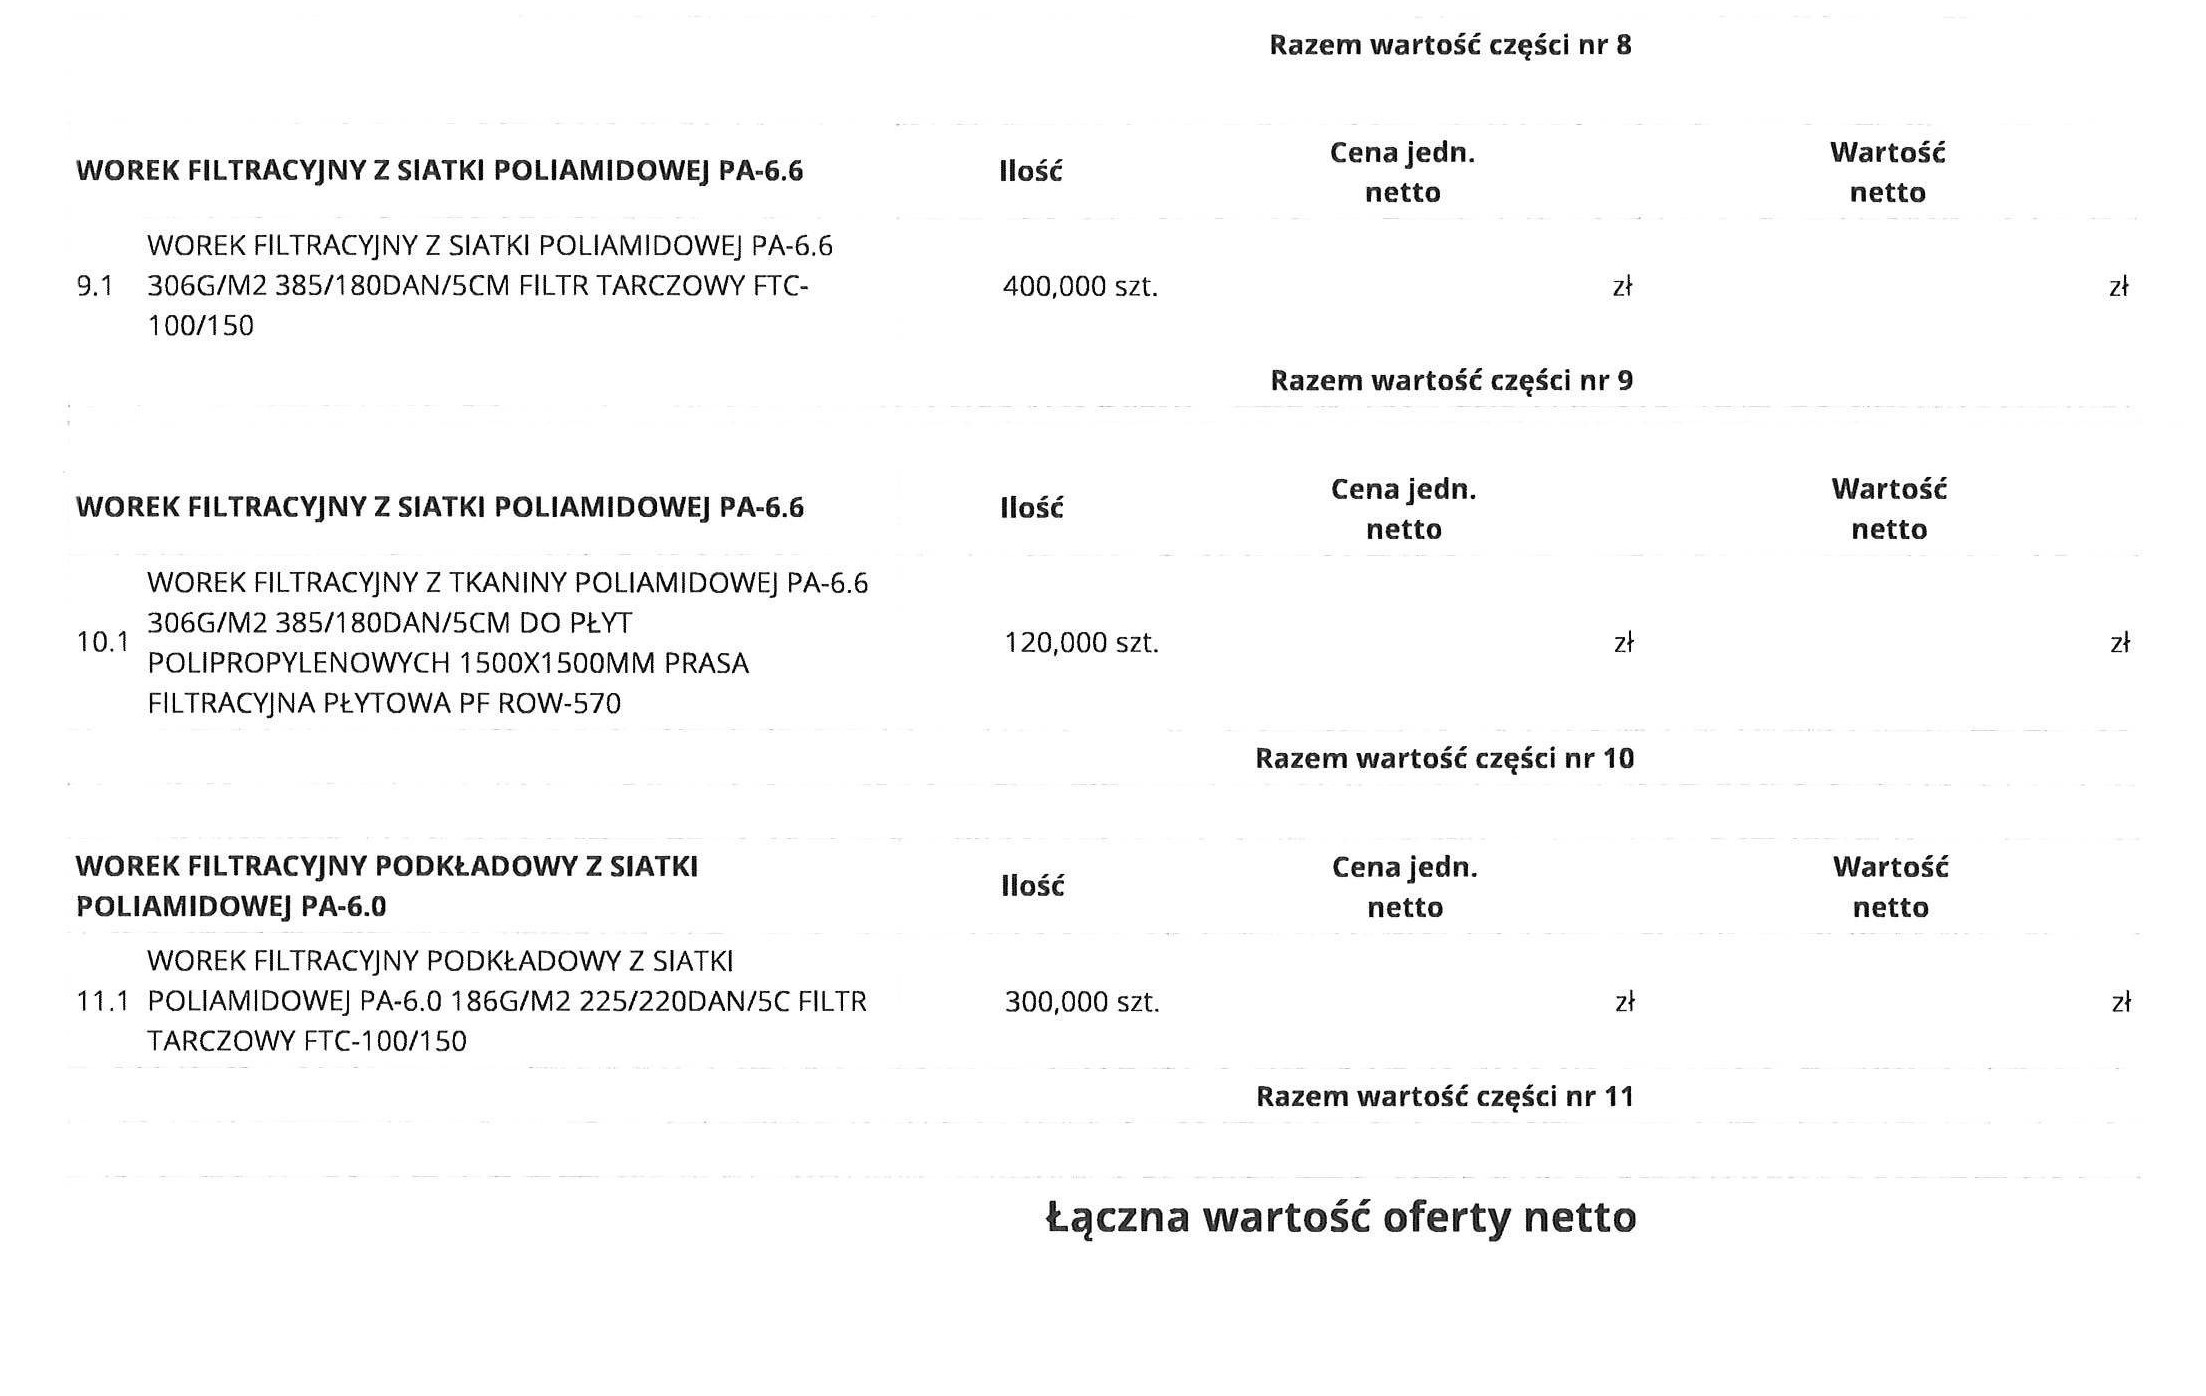 Razem wartość części nr 8
WOREK FILTRACYJNY Z SIATKI POLIAMIDOWEJ PA-6.6 Ilość Cena jedn. netto Wartość netto
WOREK FILTRACYJNY Z SIATKI POLIAMIDOWEJ PA-6.6
9.1 306G/M2 385/180DAN/5CM FILTR TARCZOWY FTC- 400,000 szt. zł zł
100/150
Razem wartość części nr 9
WOREK FILTRACYJNY Z SIATKI POLIAMIDOWEJ PA-6.6 Ilość Cena jedn. netto Wartość netto
WOREK FILTRACYJNY Z TKANINY POLIAMIDOWEJ PA-6.6
306G/M2 385/180DAN/5CM DO PŁYT
10.1 120,000 szt. zł zł
POLIPROPYLENOWYCH 1500X1500MM PRASA
FILTRACYJNA PŁYTOWA PF ROW-570
Razem wartość części nr 10
WOREK FILTRACYJNY PODKŁADOWY Z SIATKI
POLIAMIDOWEJ PA-6.0 Ilość Cena jedn. netto Wartość netto
WOREK FILTRACYJNY PODKŁADOWY Z SIATKI
11.1 POLIAMIDOWEJ PA-6.0 186G/M2 225/220DAN/5C FILTR 300,000 szt. zł zł
TARCZOWY FTC-100/150
Razem wartość części nr 11
Łączna wartość oferty netto